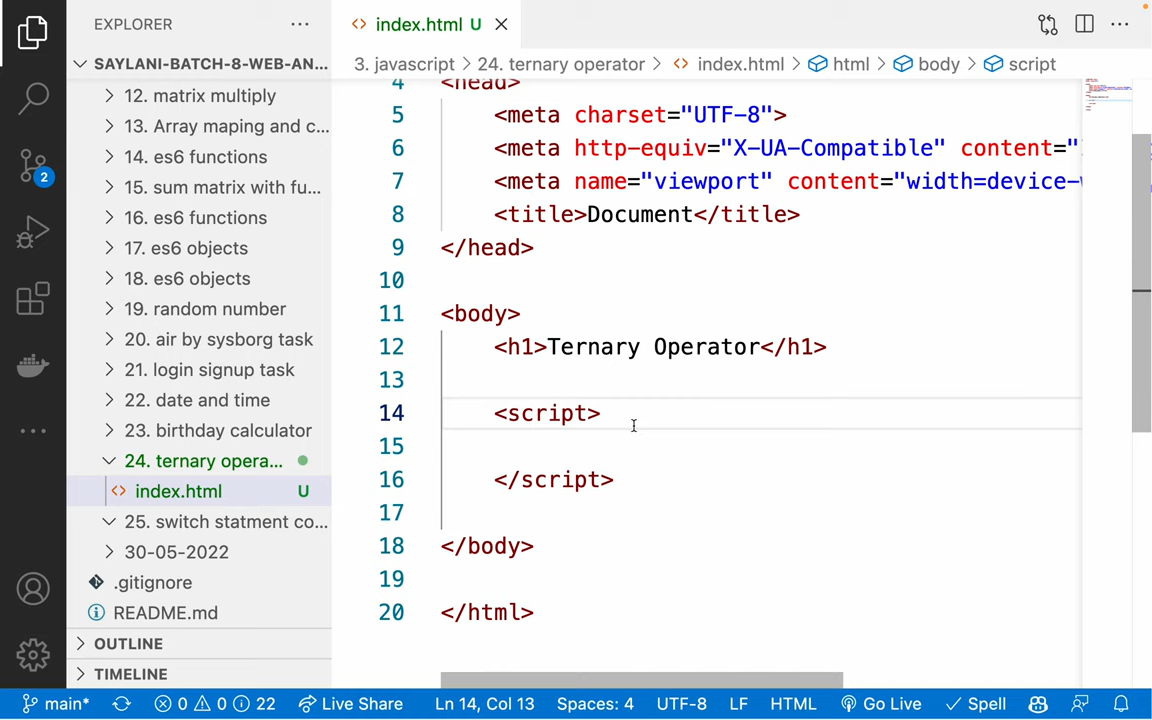 EXPLORER
index.html U
SAYLANI-BATCH-8-WEB-AN...
3. javascript > 24. ternary operator > index.html > html > body > script
12. matrix multiply
13. Array maping and c...
14. es6 functions
15. sum matrix with fu...
16. es6 functions
17. es6 objects
18. es6 objects
19. random number
20. air by sysborg task
21. login signup task
22. date and time
23. birthday calculator
24. ternary opera...
index.html U
25. switch statment co...
30-05-2022
.gitignore
README.md
OUTLINE
TIMELINE
2
4 <head>
5 <meta charset="UTF-8">
6 <meta http-equiv="X-UA-Compatible" content="
7 <meta name="viewport" content="width=device-
8 <title>Document</title>
9 </head>
10
11 <body>
12 <h1>Ternary Operator</h1>
13
14 <script>
15
16 </script>
17
18 </body>
19
20 </html>
main* 0 0 22 Live Share Ln 14, Col 13 Spaces: 4 UTF-8 LF HTML Go Live Spell